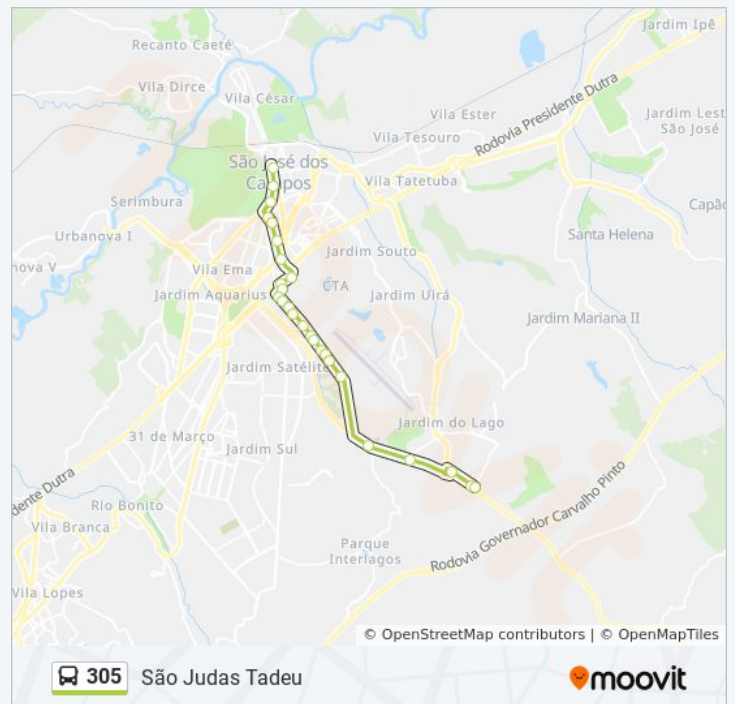 Recanto Caeté
Jardim Ipê
Vila Dirce
Vila César
Rodovia Presidente Dutra
Vila Ester
Jardim Lest
São José
Vila Tesouro
São José dos
Campos
Vila Tatetuba
Serimbura
Capão
Urbanova I
Santa Helena
Jardim Souto
nova V
Vila Ema
CTA
Jardim Aquarius
Jardim Uirá
Jardim Mariana II
Jardim Satélite
Jardim do Lago
31 de Março
Jardim Sul
dente Dutra
Rio Bonito
Rodovia Governador Carvalho Pinto
Vila Branca
Parque
Interlagos
Vila Lopes
© OpenStreetMap contributors | © OpenMapTiles
305 São Judas Tadeu
moovit